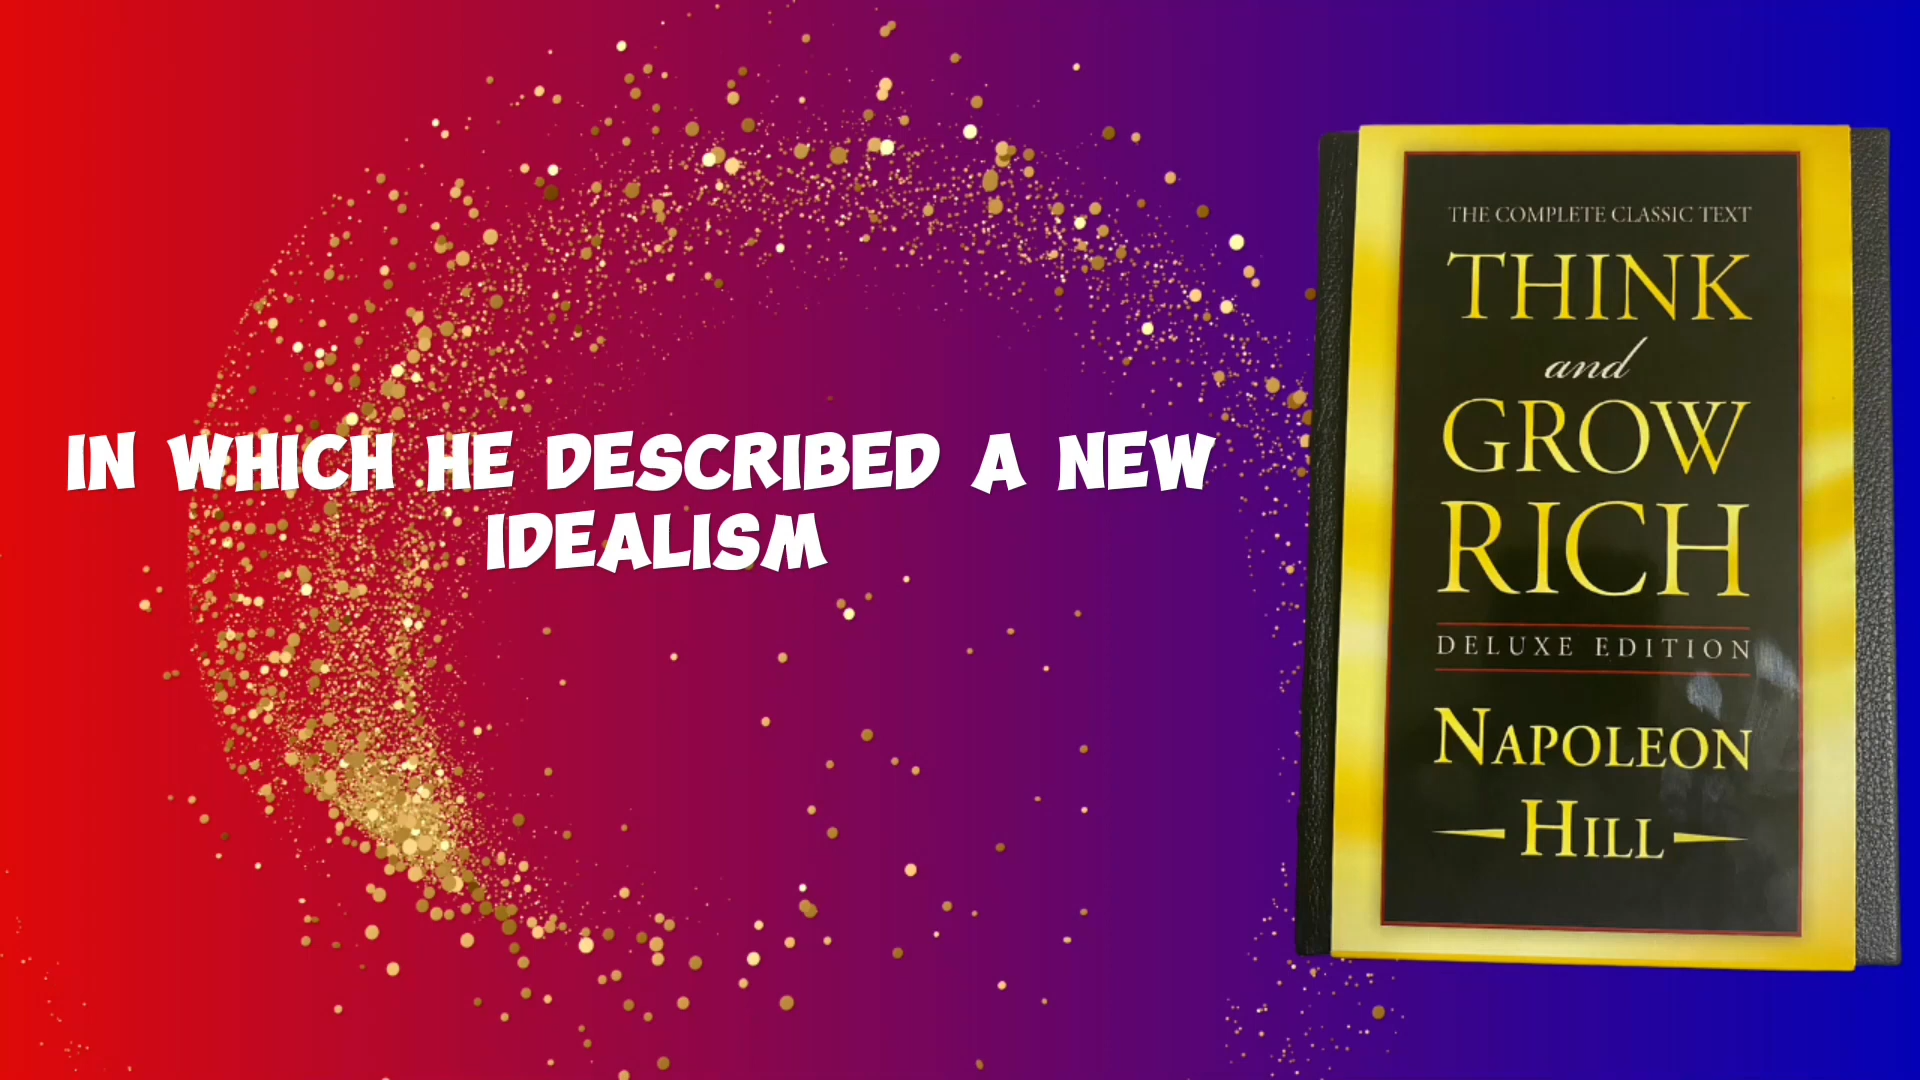 IN WHICH HE DESCRIBED A NEW
IDEALISM
THE COMPLETE CLASSIC TEXT
THINK
and
GROW
RICH
DELUXE EDITION
NAPOLEON
HILL